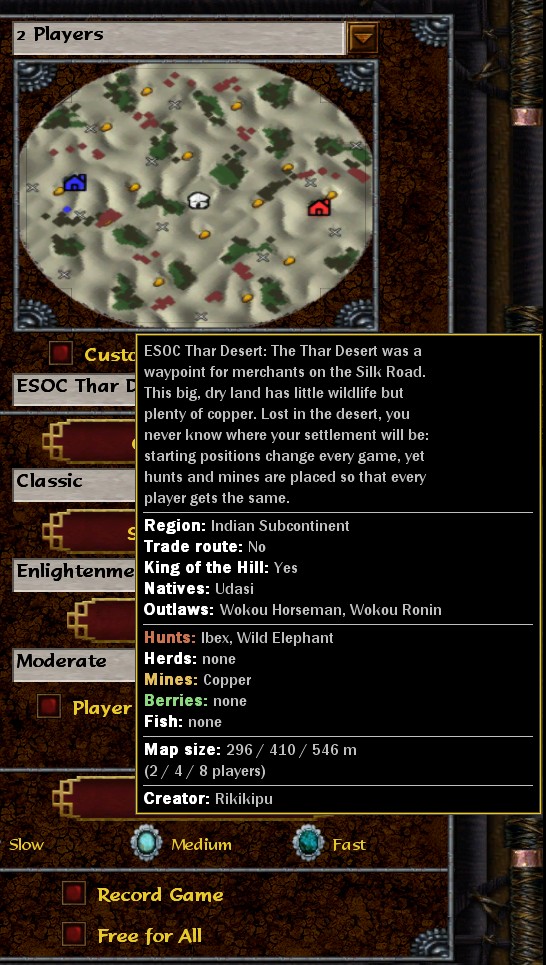 2 Players
Custo
ESOC Thar D
Classic
Enlightenme
Moderate
Player
ESOC Thar Desert: The Thar Desert was a
waypoint for merchants on the Silk Road.
This big, dry land has little wildlife but
plenty of copper. Lost in the desert, you
never know where your settlement will be:
starting positions change every game, yet
hunts and mines are placed so that every
player gets the same.
Region: Indian Subcontinent
Trade route: No
King of the Hill: Yes
Natives: Udasi
Outlaws: Wokou Horseman, Wokou Ronin
Hunts: Ibex, Wild Elephant
Herds: none
Mines: Copper
Berries: none
Fish: none
Map size: 296 / 410 / 546 m
(2 / 4 / 8 players)
Creator: Rikikipu
Slow Medium Fast
Record Game
Free for All